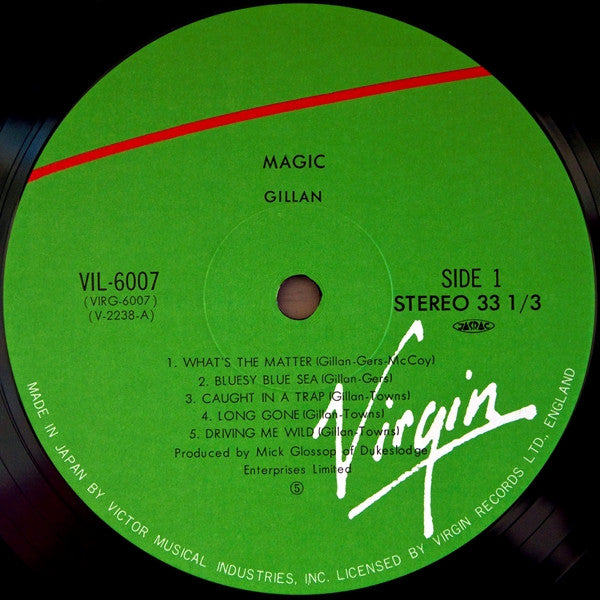 MAGIC
GILLAN
VIL-6007
(VIRG-6007)
(V-2238-A)
SIDE 1
STEREO 33 1/3
JASRAC
1. WHAT'S THE MATTER (Gillan-Gers-McCoy)
2. BLUESY BLUE SEA (Gillan-Gers)
3. CAUGHT IN A TRAP (Gillan-Towns)
4. LONG GONE (Gillan-Towns)
5. DRIVING ME WILD (Gillan-Towns)
Produced by Mick Glossop of Dukeslodge
Enterprises Limited
⑤
Virgin
MADE IN JAPAN BY VICTOR MUSICAL INDUSTRIES, INC. LICENSED BY VIRGIN RECORDS LTD, ENGLAND